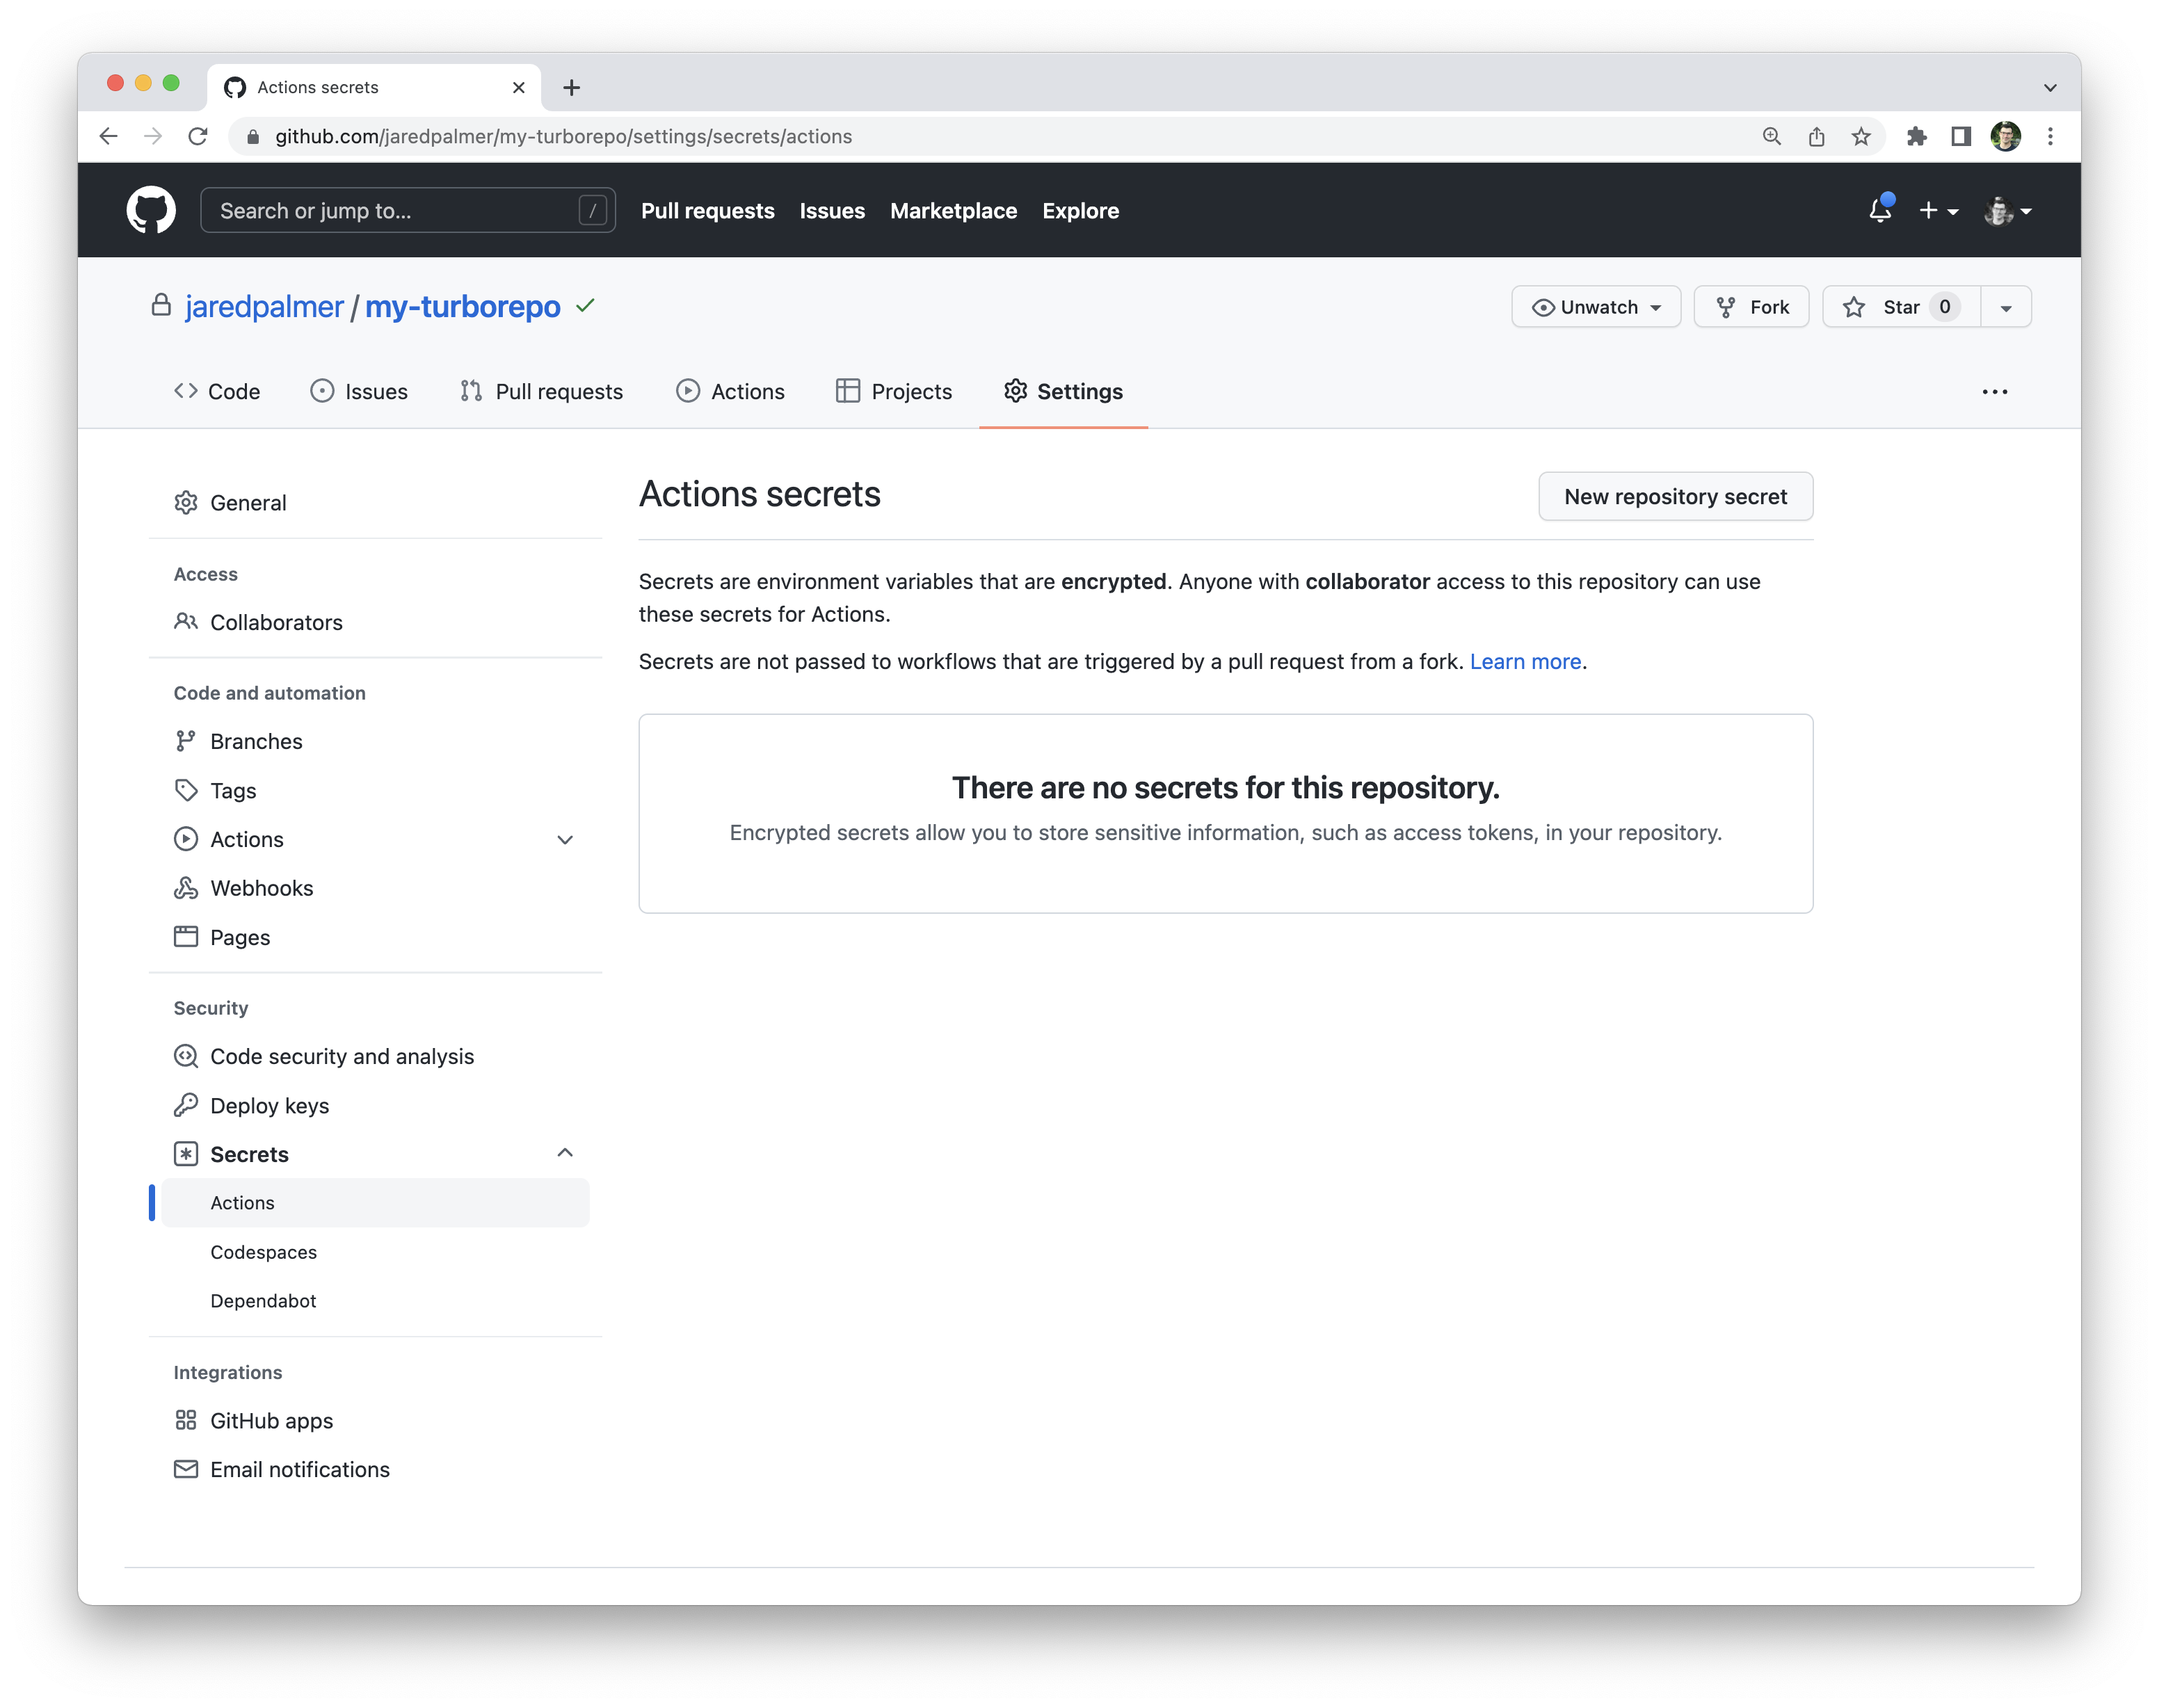 Actions secrets
github.com/jaredpalmer/my-turborepo/settings/secrets/actions
Search or jump to... /
Pull requests Issues Marketplace Explore
jaredpalmer / my-turborepo
Unwatch Fork Star 0
Code Issues Pull requests Actions Projects Settings
General
Access
Collaborators
Code and automation
Branches
Tags
Actions
Webhooks
Pages
Security
Code security and analysis
Deploy keys
Secrets
Actions
Codespaces
Dependabot
Integrations
GitHub apps
Email notifications
Actions secrets
New repository secret
Secrets are environment variables that are encrypted. Anyone with collaborator access to this repository can use
these secrets for Actions.
Secrets are not passed to workflows that are triggered by a pull request from a fork. Learn more.
There are no secrets for this repository.
Encrypted secrets allow you to store sensitive information, such as access tokens, in your repository.